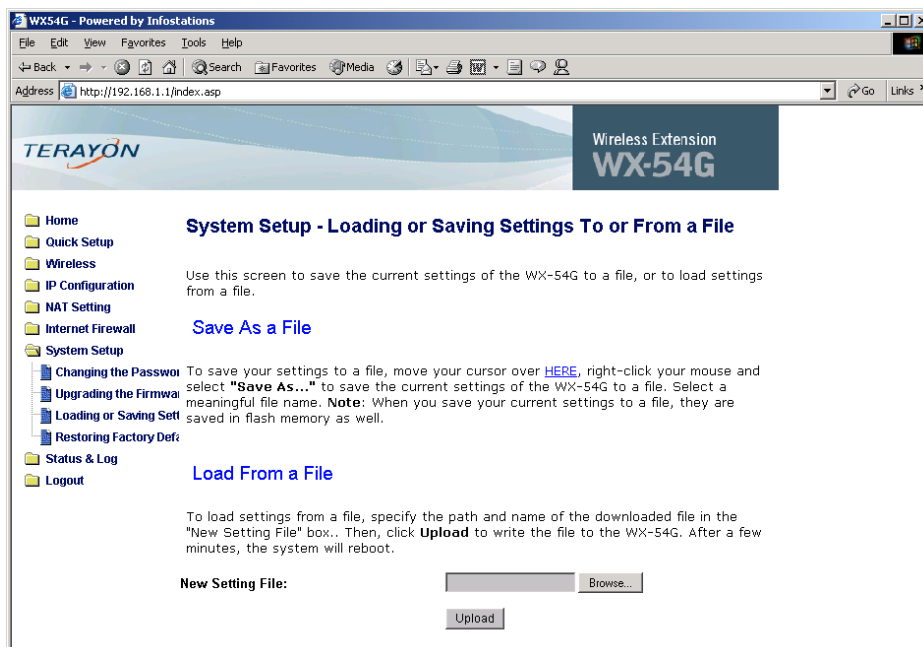 WX54G - Powered by Infostations
File Edit View Favorites Tools Help
Back Search Favorites Media
Address http://192.168.1.1/index.asp Go Links
TERAYON
Wireless Extension
WX-54G
Home
Quick Setup
Wireless
IP Configuration
NAT Setting
Internet Firewall
System Setup
Changing the Passwor
Upgrading the Firmwa
Loading or Saving Sett
Restoring Factory Defa
Status & Log
Logout
System Setup - Loading or Saving Settings To or From a File
Use this screen to save the current settings of the WX-54G to a file, or to load settings
from a file.
Save As a File
To save your settings to a file, move your cursor over HERE, right-click your mouse and
select "Save As..." to save the current settings of the WX-54G to a file. Select a
meaningful file name. Note: When you save your current settings to a file, they are
saved in flash memory as well.
Load From a File
To load settings from a file, specify the path and name of the downloaded file in the
"New Setting File" box.. Then, click Upload to write the file to the WX-54G. After a few
minutes, the system will reboot.
New Setting File: Browse...
Upload